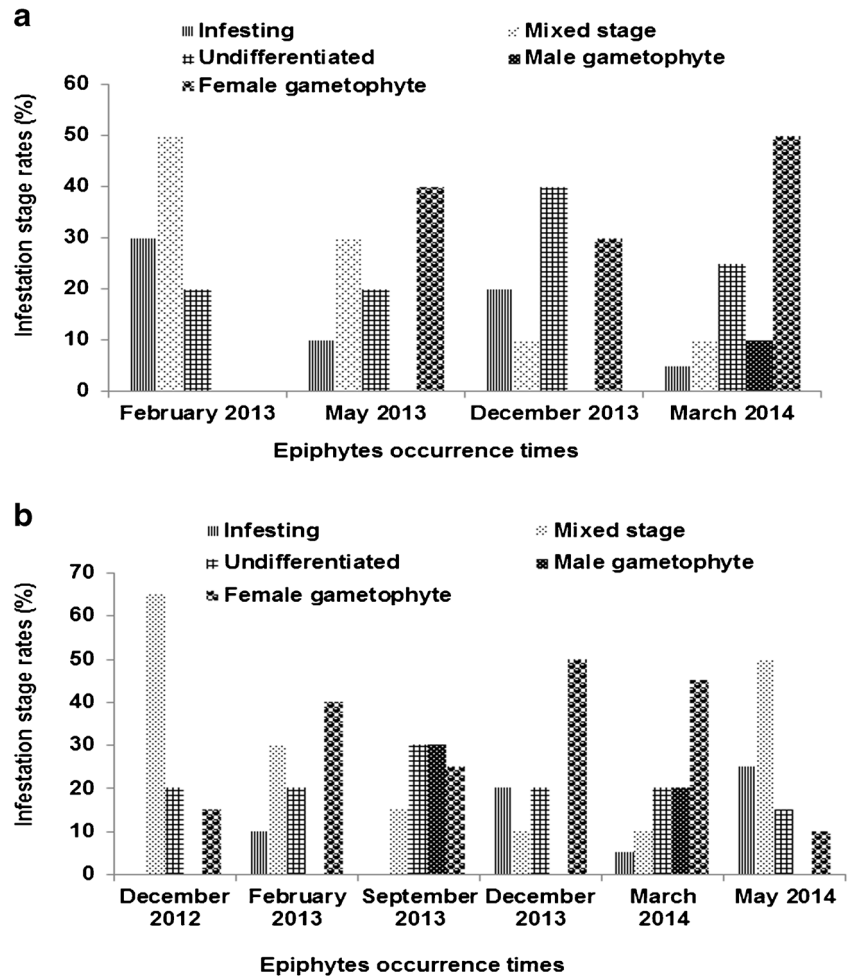 a
Infesting Mixed stage
Undifferentiated Male gametophyte
Female gametophyte
Infestation stage rates (%)
60
50
40
30
20
10
0
February 2013 May 2013 December 2013 March 2014
Epiphytes occurrence times
b
Infesting Mixed stage
Undifferentiated Male gametophyte
Female gametophyte
Infestation stage rates (%)
70
60
50
40
30
20
10
0
December February September December March May 2014
2012 2013 2013 2013 2014
Epiphytes occurrence times